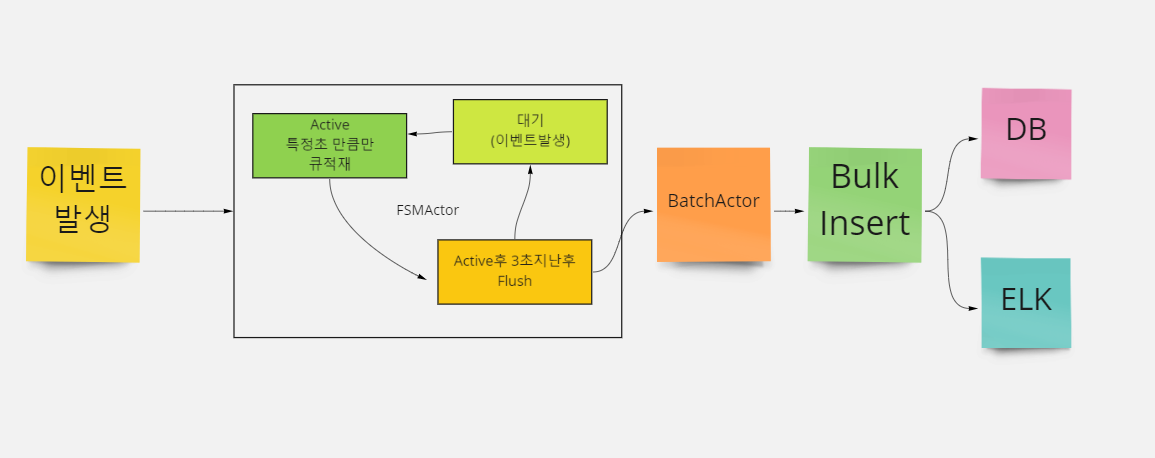 이벤트
발생
Active
특정초 만큼만
큐적재
대기
(이벤트발생)
FSMActor
Active후 3초지난후
Flush
BatchActor
Bulk
Insert
DB
ELK